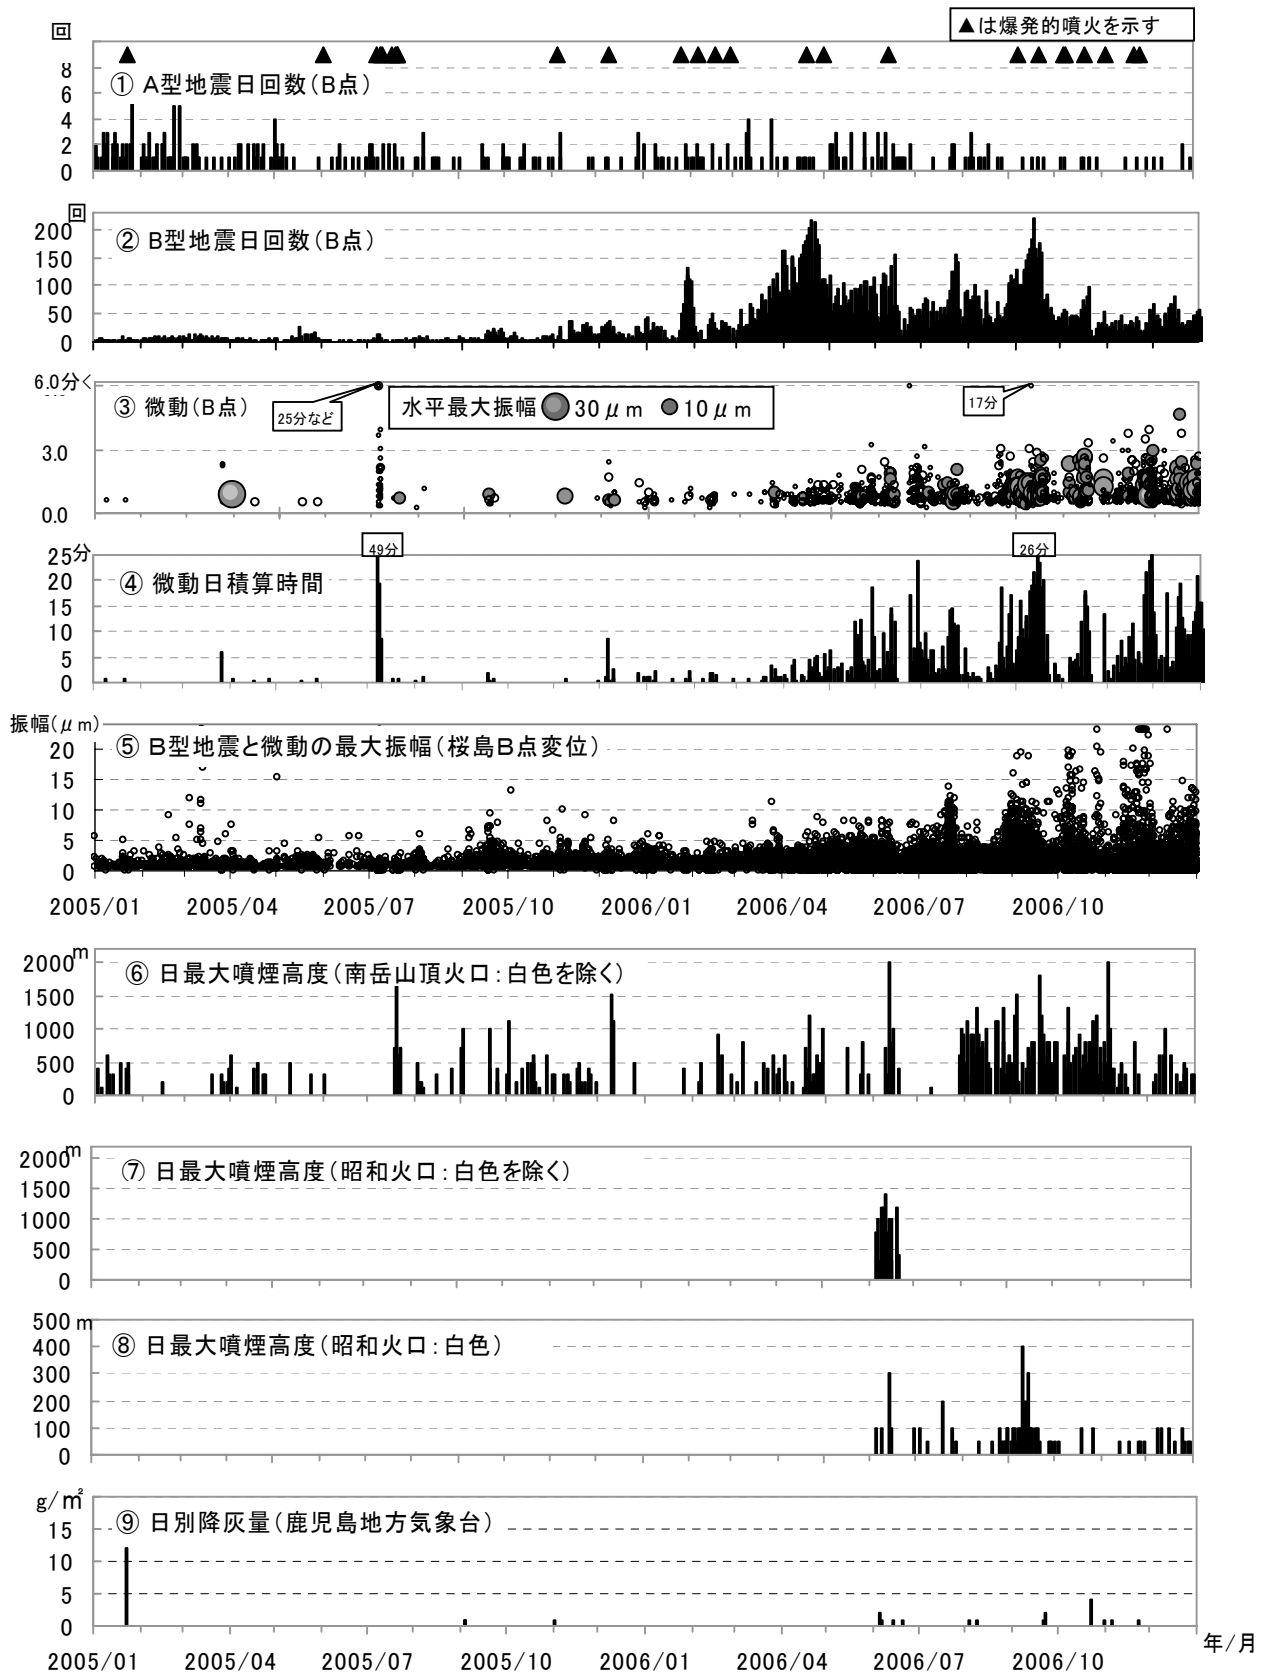 ▲は爆発的噴火を示す
回
① A型地震日回数(B点)
8
6
4
2
0
回
② B型地震日回数(B点)
200
150
100
50
0
6.0分<
③ 微動(B点)
25分など
水平最大振幅 30μm 10μm
17分
3.0
0.0
25分
49分
26分
④ 微動日積算時間
20
15
10
5
0
振幅(μm)
⑤ B型地震と微動の最大振幅(桜島B点変位)
20
15
10
5
0
2005/01 2005/04 2005/07 2005/10 2006/01 2006/04 2006/07 2006/10
m
2000
⑥ 日最大噴煙高度(南岳山頂火口:白色を除く)
1500
1000
500
0
m
2000
⑦ 日最大噴煙高度(昭和火口:白色を除く)
1500
1000
500
0
500 m
⑧ 日最大噴煙高度(昭和火口:白色)
400
300
200
100
0
g/㎡
⑨ 日別降灰量(鹿児島地方気象台)
15
10
5
0
年/月
2005/01 2005/04 2005/07 2005/10 2006/01 2006/04 2006/07 2006/10